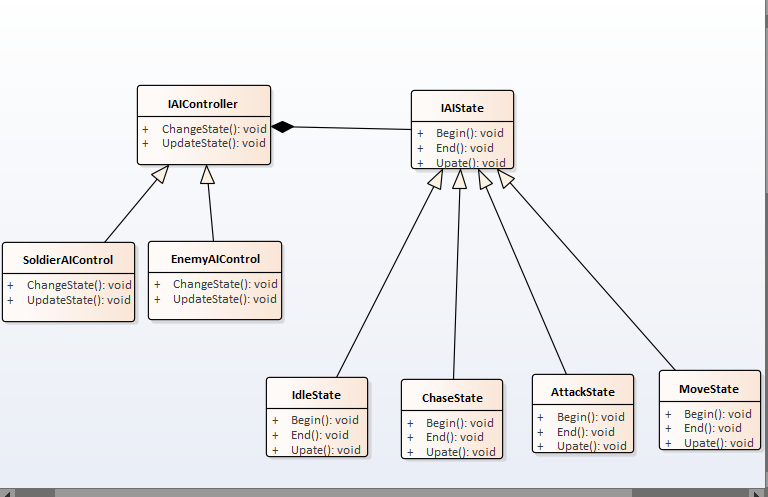 IAIController
+ ChangeState(): void
+ UpdateState(): void
IAIState
+ Begin(): void
+ End(): void
+ Upate(): void
SoldierAIControl
+ ChangeState(): void
+ UpdateState(): void
EnemyAIControl
+ ChangeState(): void
+ UpdateState(): void
IdleState
+ Begin(): void
+ End(): void
+ Upate(): void
ChaseState
+ Begin(): void
+ End(): void
+ Upate(): void
AttackState
+ Begin(): void
+ End(): void
+ Upate(): void
MoveState
+ Begin(): void
+ End(): void
+ Upate(): void